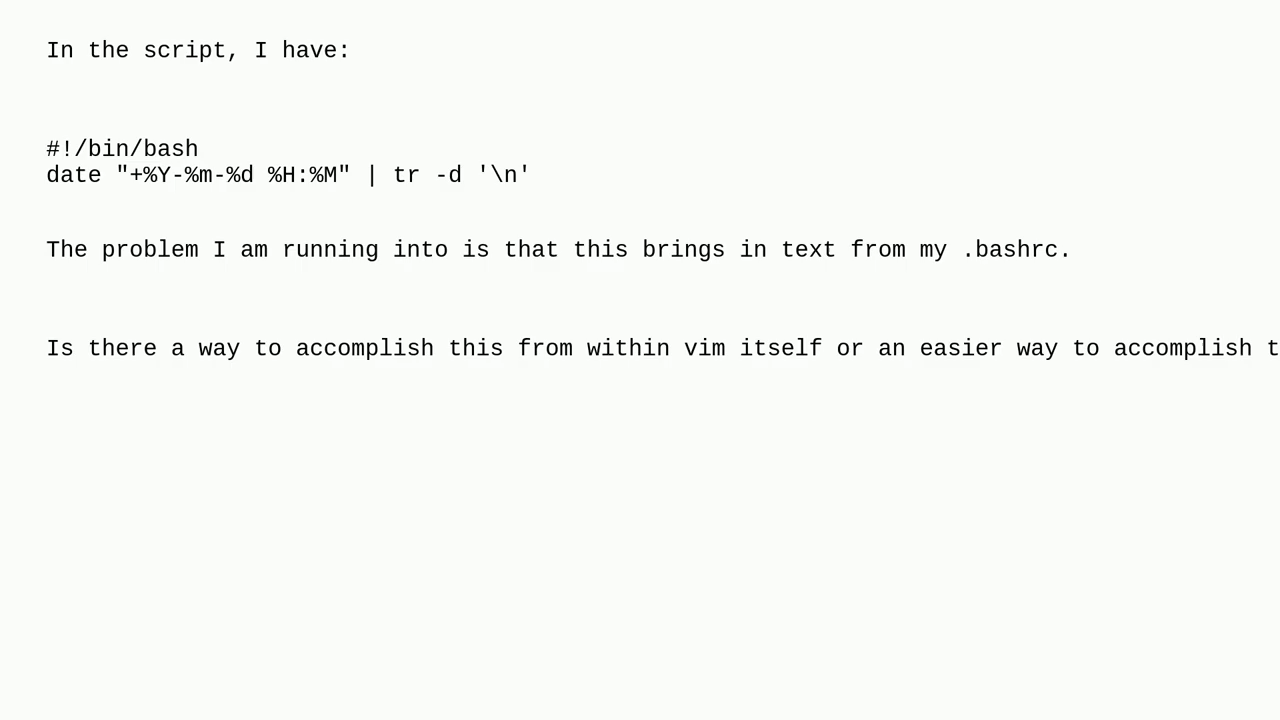 In the script, I have:
#!/bin/bash
date "+%Y-%m-%d %H:%M" | tr -d '\n'
The problem I am running into is that this brings in text from my .bashrc.
Is there a way to accomplish this from within vim itself or an easier way to accomplish